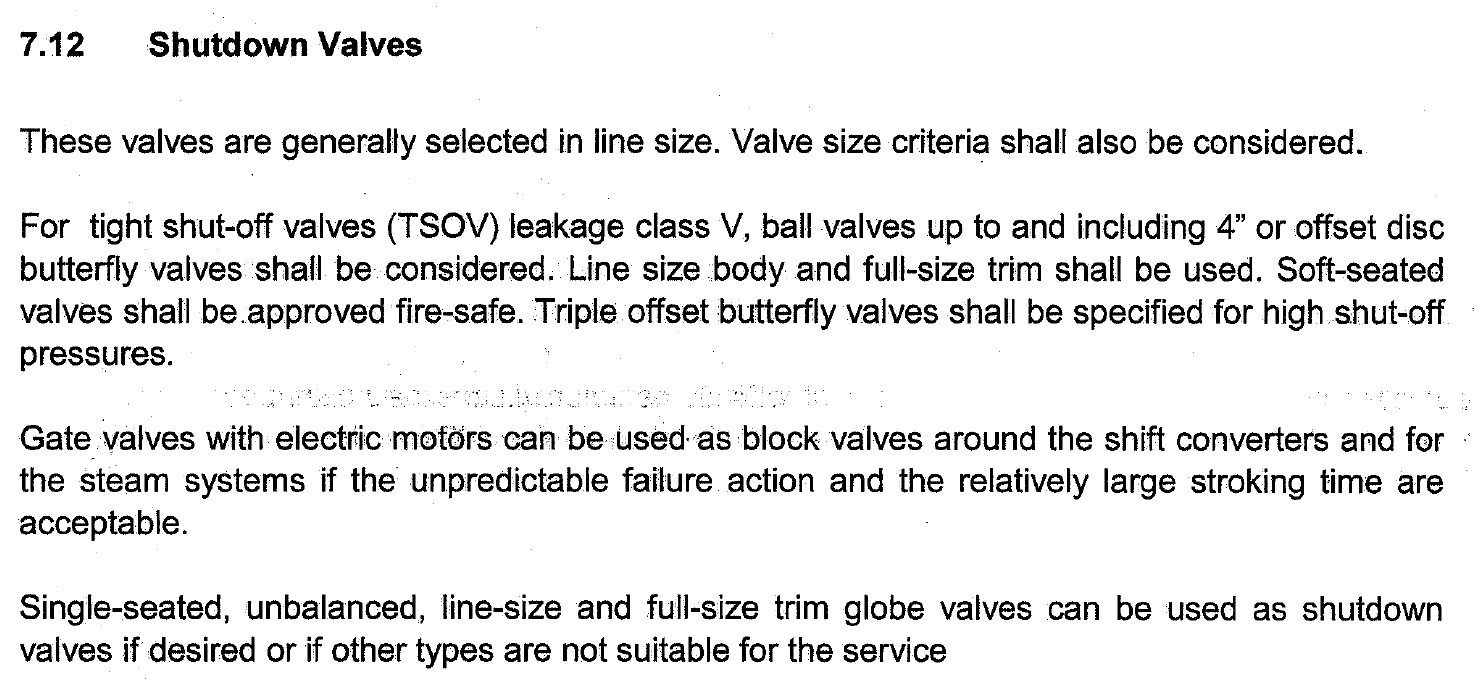 7.12 Shutdown Valves
These valves are generally selected in line size. Valve size criteria shall also be considered.
For tight shut-off valves (TSOV) leakage class V, ball valves up to and including 4” or offset disc
butterfly valves shall be considered. Line size body and full-size trim shall be used. Soft-seated
valves shall be approved fire-safe. Triple offset butterfly valves shall be specified for high shut-off
pressures.
Gate valves with electric motors can be used as block valves around the shift converters and for
the steam systems if the unpredictable failure action and the relatively large stroking time are
acceptable.
Single-seated, unbalanced, line-size and full-size trim globe valves can be used as shutdown
valves if desired or if other types are not suitable for the service